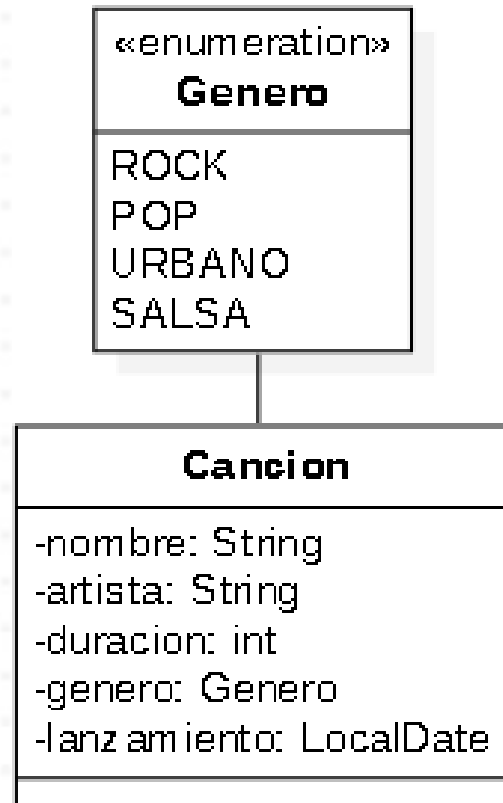 «enumeration»
Genero
ROCK
POP
URBANO
SALSA
Cancion
-nombre: String
-artista: String
-duracion: int
-genero: Genero
-lanzamiento: LocalDate